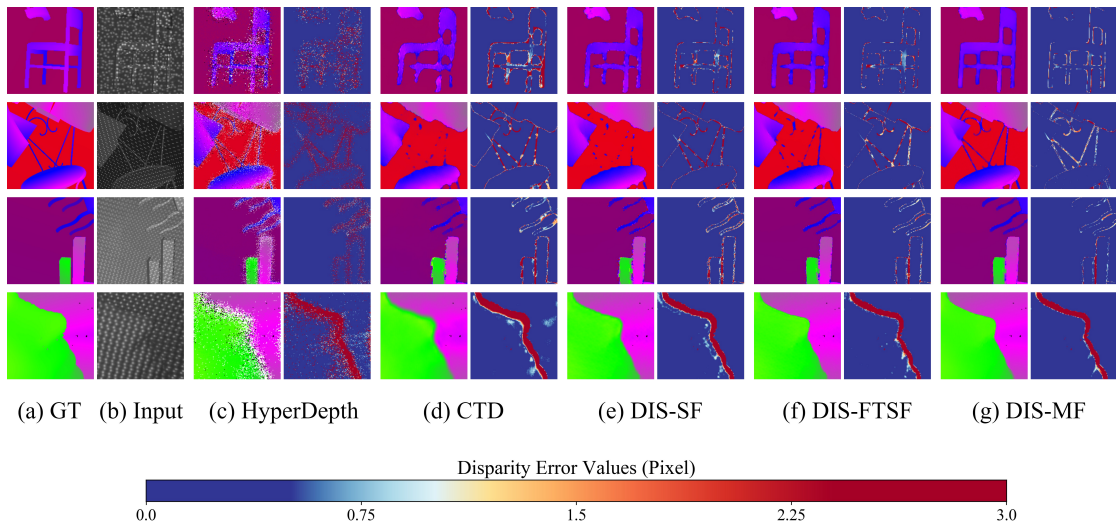 (a) GT (b) Input (c) HyperDepth (d) CTD (e) DIS-SF (f) DIS-FTSF (g) DIS-MF
Disparity Error Values (Pixel)
0.0 0.75 1.5 2.25 3.0